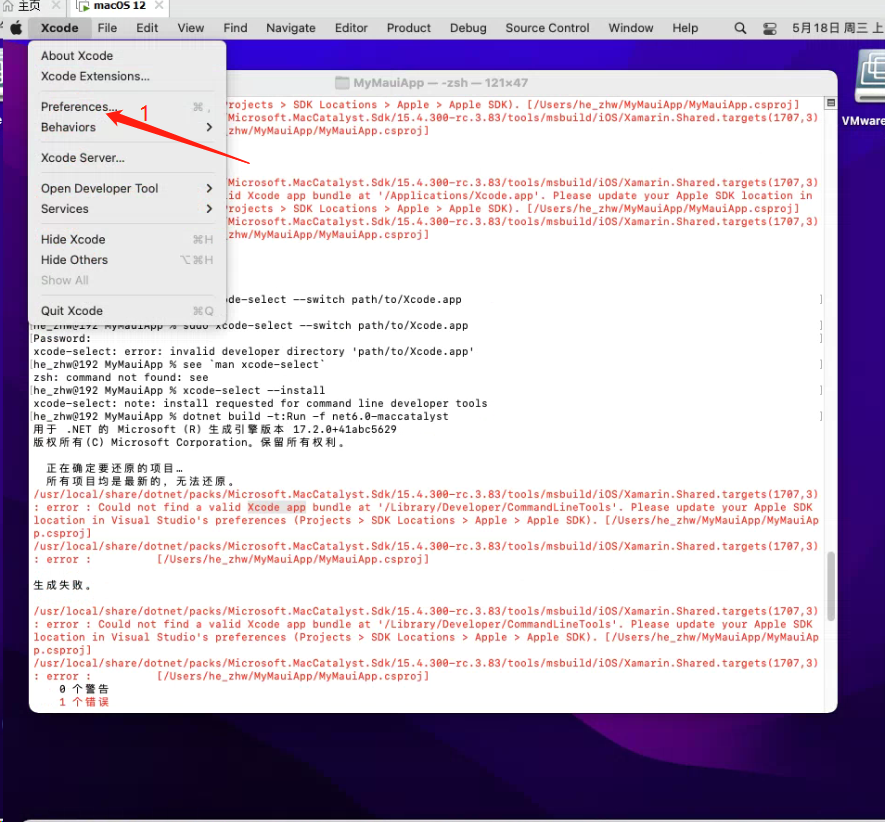 主页
macOS 12
Xcode File Edit View Find Navigate Editor Product Debug Source Control Window Help 5月18日 周三 上
About Xcode
Xcode Extensions...
Preferences... ⌘ ,
1
Behaviors
Xcode Server...
Open Developer Tool
Services
Hide Xcode ⌘H
Hide Others ⌥⌘H
Show All
Quit Xcode ⌘Q
VMware
MyMauiApp — -zsh — 121×47
rojects > SDK Locations > Apple > Apple SDK). [/Users/he_zhw/MyMauiApp/MyMauiApp.csproj]
Microsoft.MacCatalyst.Sdk/15.4.300-rc.3.83/tools/msbuild/iOS/Xamarin.Shared.targets(1707,3)
zhw/MyMauiApp/MyMauiApp.csproj]
Microsoft.MacCatalyst.Sdk/15.4.300-rc.3.83/tools/msbuild/iOS/Xamarin.Shared.targets(1707,3)
id Xcode app bundle at '/Applications/Xcode.app'. Please update your Apple SDK location in
rojects > SDK Locations > Apple > Apple SDK). [/Users/he_zhw/MyMauiApp/MyMauiApp.csproj]
Microsoft.MacCatalyst.Sdk/15.4.300-rc.3.83/tools/msbuild/iOS/Xamarin.Shared.targets(1707,3)
zhw/MyMauiApp/MyMauiApp.csproj]
de-select --switch path/to/Xcode.app ]
[he_zhw@192 MyMauiApp % sudo xcode-select --switch path/to/Xcode.app ]
[Password: ]
xcode-select: error: invalid developer directory 'path/to/Xcode.app'
[he_zhw@192 MyMauiApp % see `man xcode-select` ]
zsh: command not found: see
[he_zhw@192 MyMauiApp % xcode-select --install ]
xcode-select: note: install requested for command line developer tools
[he_zhw@192 MyMauiApp % dotnet build -t:Run -f net6.0-maccatalyst ]
用于 .NET 的 Microsoft (R) 生成引擎版本 17.2.0+41abc5629
版权所有(C) Microsoft Corporation。保留所有权利。
正在确定要还原的项目…
所有项目均是最新的，无法还原。
/usr/local/share/dotnet/packs/Microsoft.MacCatalyst.Sdk/15.4.300-rc.3.83/tools/msbuild/iOS/Xamarin.Shared.targets(1707,3)
: error : Could not find a valid Xcode app bundle at '/Library/Developer/CommandLineTools'. Please update your Apple SDK
location in Visual Studio's preferences (Projects > SDK Locations > Apple > Apple SDK). [/Users/he_zhw/MyMauiApp/MyMauiAp
p.csproj]
/usr/local/share/dotnet/packs/Microsoft.MacCatalyst.Sdk/15.4.300-rc.3.83/tools/msbuild/iOS/Xamarin.Shared.targets(1707,3)
: error : [/Users/he_zhw/MyMauiApp/MyMauiApp.csproj]
生成失败。
/usr/local/share/dotnet/packs/Microsoft.MacCatalyst.Sdk/15.4.300-rc.3.83/tools/msbuild/iOS/Xamarin.Shared.targets(1707,3)
: error : Could not find a valid Xcode app bundle at '/Library/Developer/CommandLineTools'. Please update your Apple SDK
location in Visual Studio's preferences (Projects > SDK Locations > Apple > Apple SDK). [/Users/he_zhw/MyMauiApp/MyMauiAp
p.csproj]
/usr/local/share/dotnet/packs/Microsoft.MacCatalyst.Sdk/15.4.300-rc.3.83/tools/msbuild/iOS/Xamarin.Shared.targets(1707,3)
: error : [/Users/he_zhw/MyMauiApp/MyMauiApp.csproj]
0 个警告
1 个错误